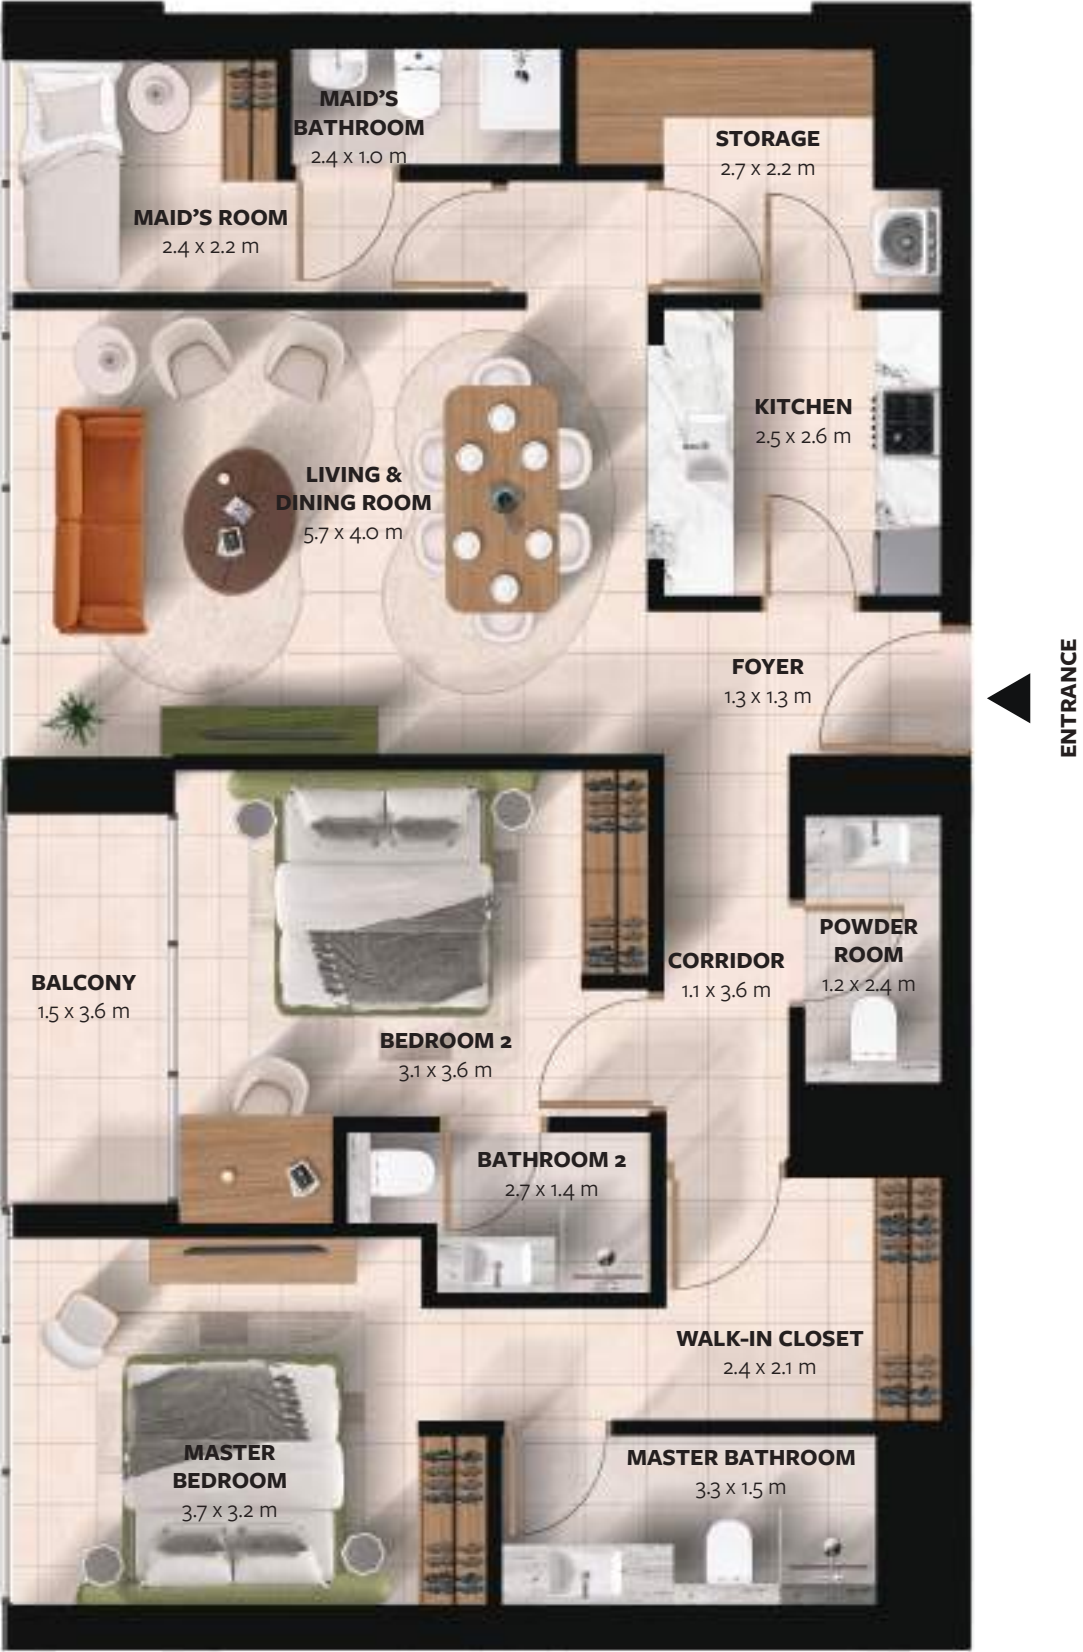 MAID'S
BATHROOM
2.4 x 1.0 m
STORAGE
2.7 x 2.2 m
MAID'S ROOM
2.4 x 2.2 m
KITCHEN
2.5 x 2.6 m
LIVING &
DINING ROOM
5.7 x 4.0 m
FOYER
1.3 x 1.3 m
ENTRANCE
POWDER
ROOM
1.2 x 2.4 m
CORRIDOR
1.1 x 3.6 m
BALCONY
1.5 x 3.6 m
BEDROOM 2
3.1 x 3.6 m
BATHROOM 2
2.7 x 1.4 m
WALK-IN CLOSET
2.4 x 2.1 m
MASTER
BEDROOM
3.7 x 3.2 m
MASTER BATHROOM
3.3 x 1.5 m